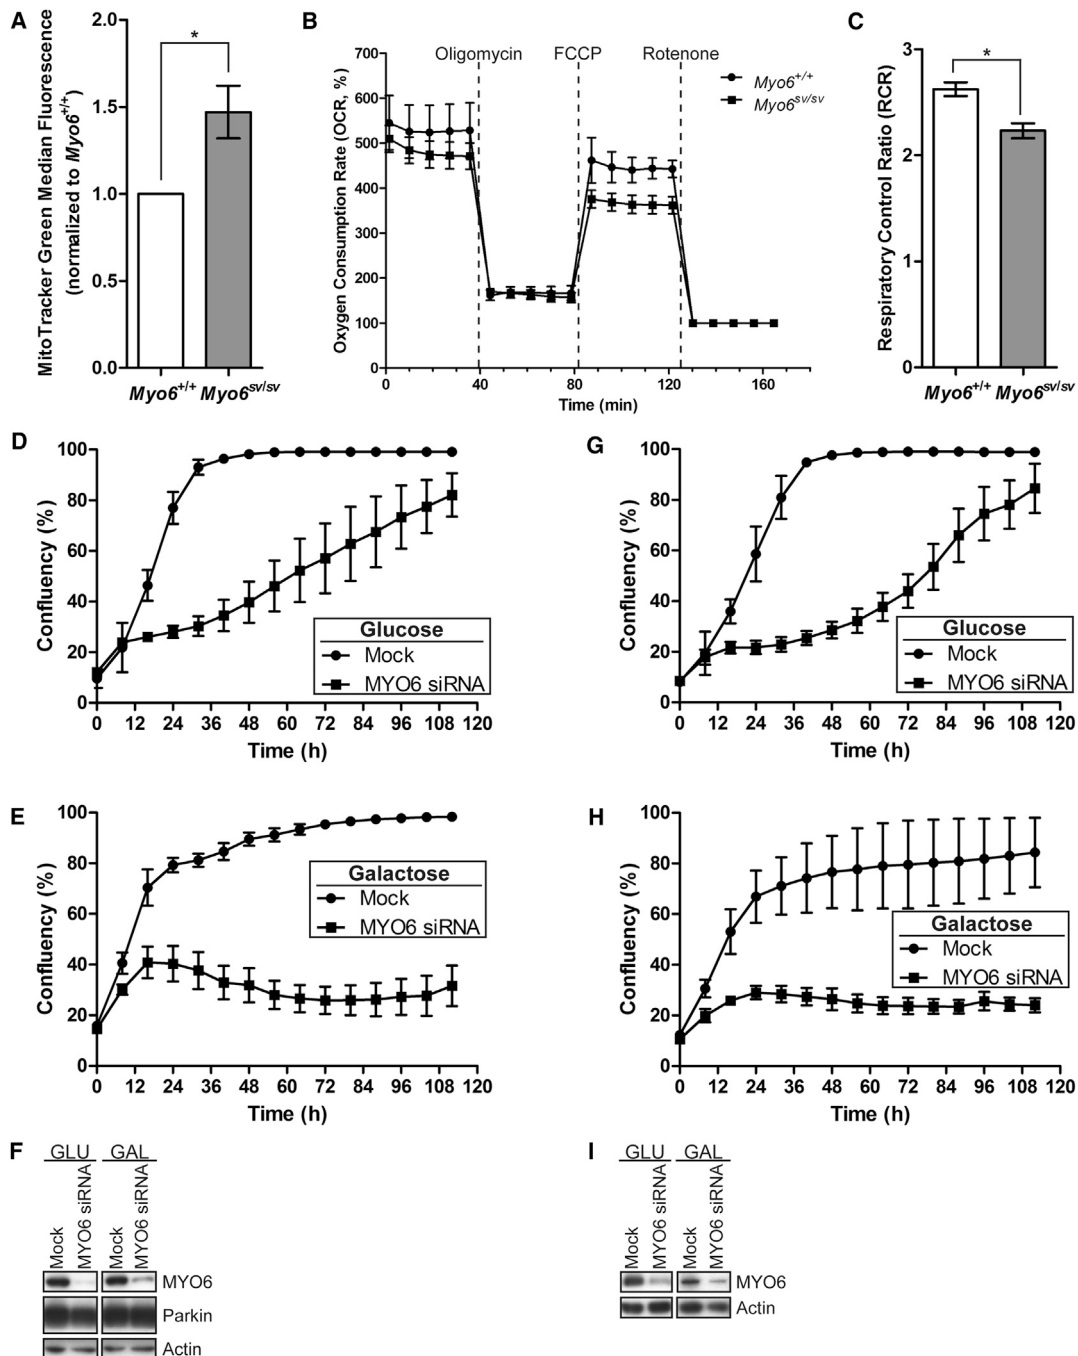 A
MitoTracker Green Median Fluorescence
(normalized to Myo6+/+)
2.0
1.5
1.0
0.5
0.0
*
Myo6+/+ Myo6sv/sv
B
Oxygen Consumption Rate (OCR, %)
700
600
500
400
300
200
100
0
Oligomycin FCCP Rotenone
Myo6+/+
Myo6sv/sv
0 40 80 120 160
Time (min)
C
Respiratory Control Ratio (RCR)
3
2
1
0
*
Myo6+/+ Myo6sv/sv
D
Confluency (%)
100
80
60
40
20
0
Glucose
Mock
MYO6 siRNA
0 12 24 36 48 60 72 84 96 108 120
Time (h)
G
Confluency (%)
100
80
60
40
20
0
Glucose
Mock
MYO6 siRNA
0 12 24 36 48 60 72 84 96 108 120
Time (h)
E
Confluency (%)
100
80
60
40
20
0
Galactose
Mock
MYO6 siRNA
0 12 24 36 48 60 72 84 96 108 120
Time (h)
H
Confluency (%)
100
80
60
40
20
0
Galactose
Mock
MYO6 siRNA
0 12 24 36 48 60 72 84 96 108 120
Time (h)
F
GLU GAL
Mock
MYO6 siRNA
Mock
MYO6 siRNA
MYO6
Parkin
Actin
I
GLU GAL
Mock
MYO6 siRNA
Mock
MYO6 siRNA
MYO6
Actin